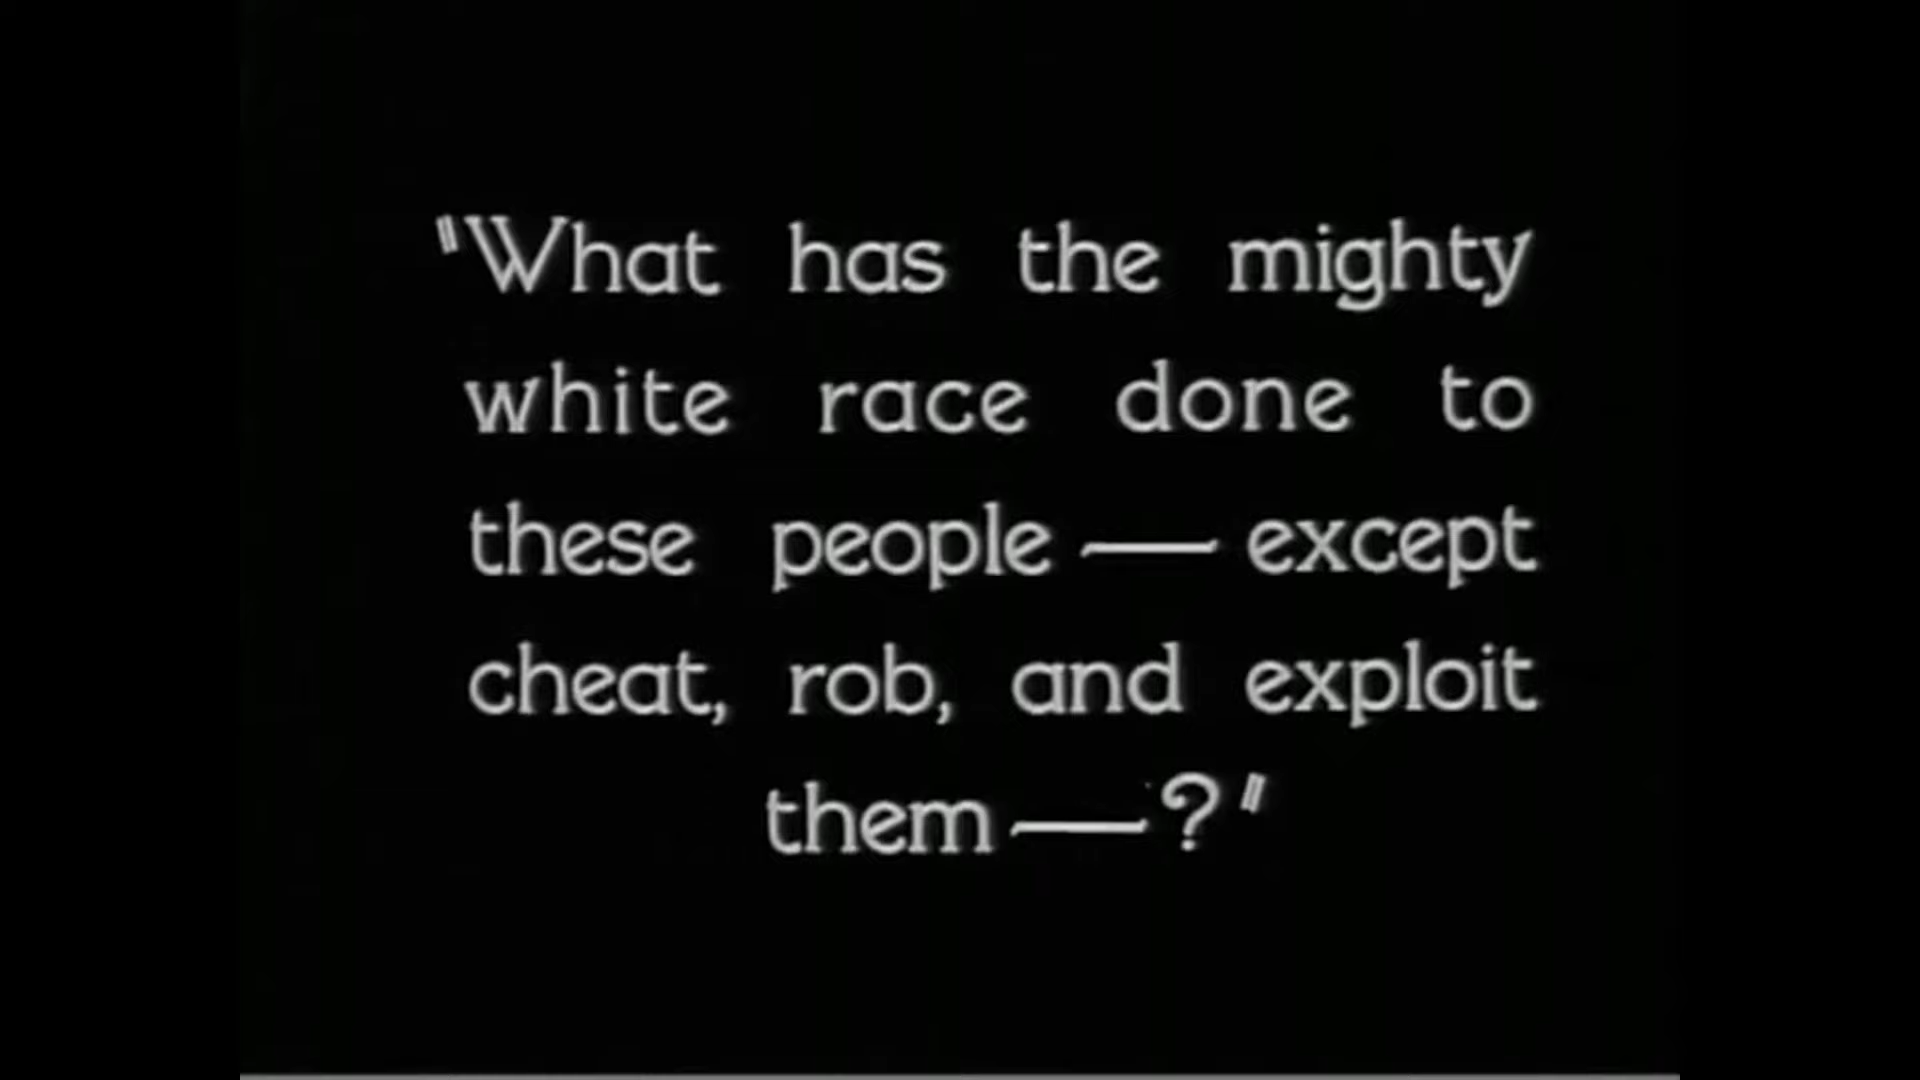 "What has the mighty
white race done to
these people — except
cheat, rob, and exploit
them — ?"